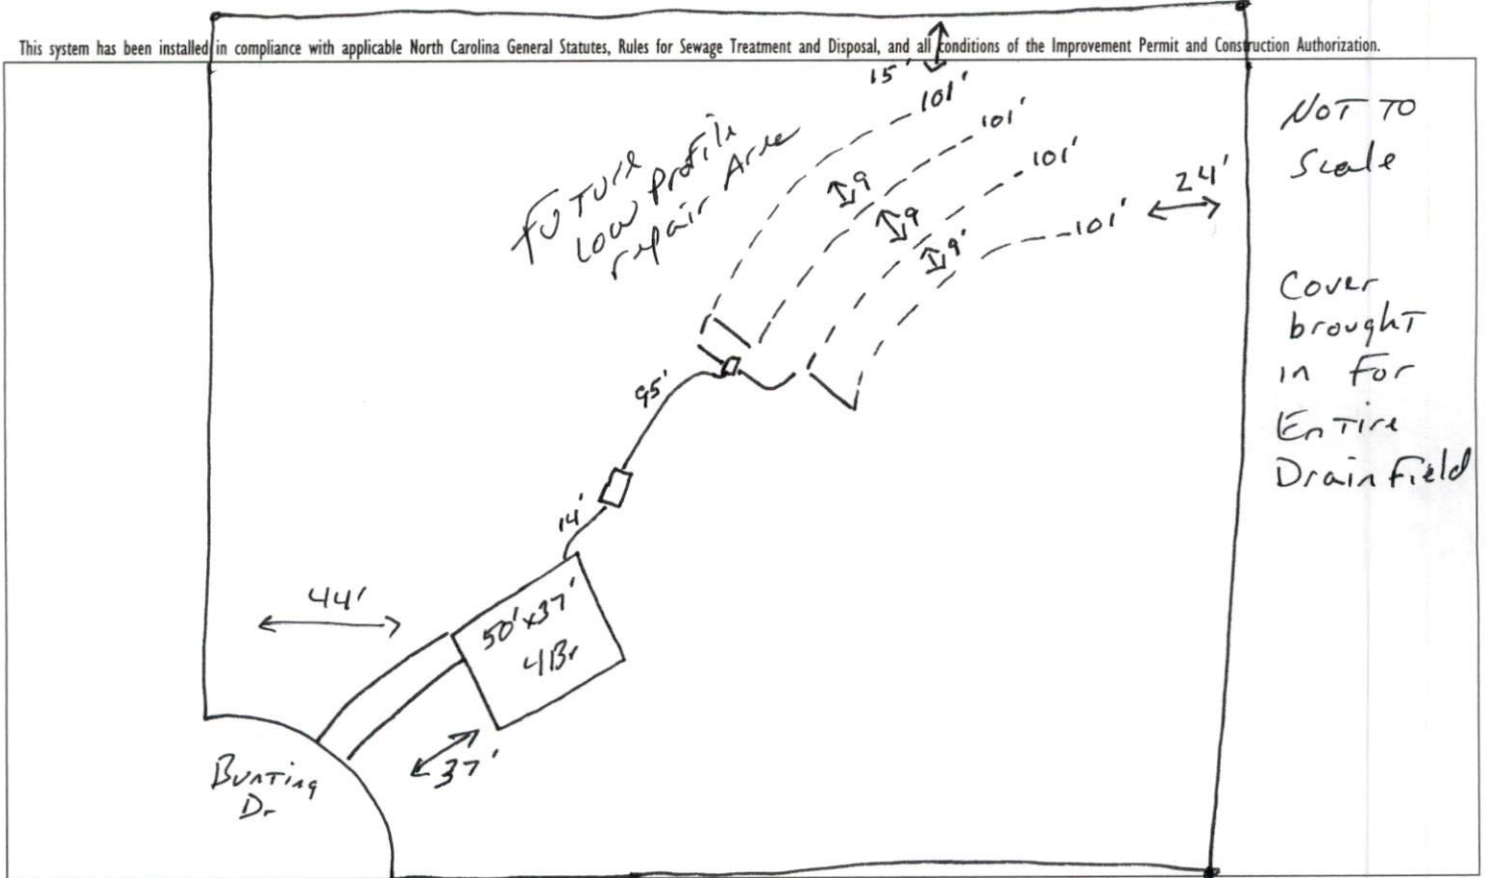 This system has been installed in compliance with applicable North Carolina General Statutes, Rules for Sewage Treatment and Disposal, and all conditions of the Improvement Permit and Construction Authorization.
15'
101'
101'
101'
101'
24'
NOT TO
Scale
FUTURE
Low Profile
repair Area
9
9
9'
Cover
brought
in For
Entire
Drain Field
95'
14'
44'
50'x37'
4Br
37'
Bunting
Dr